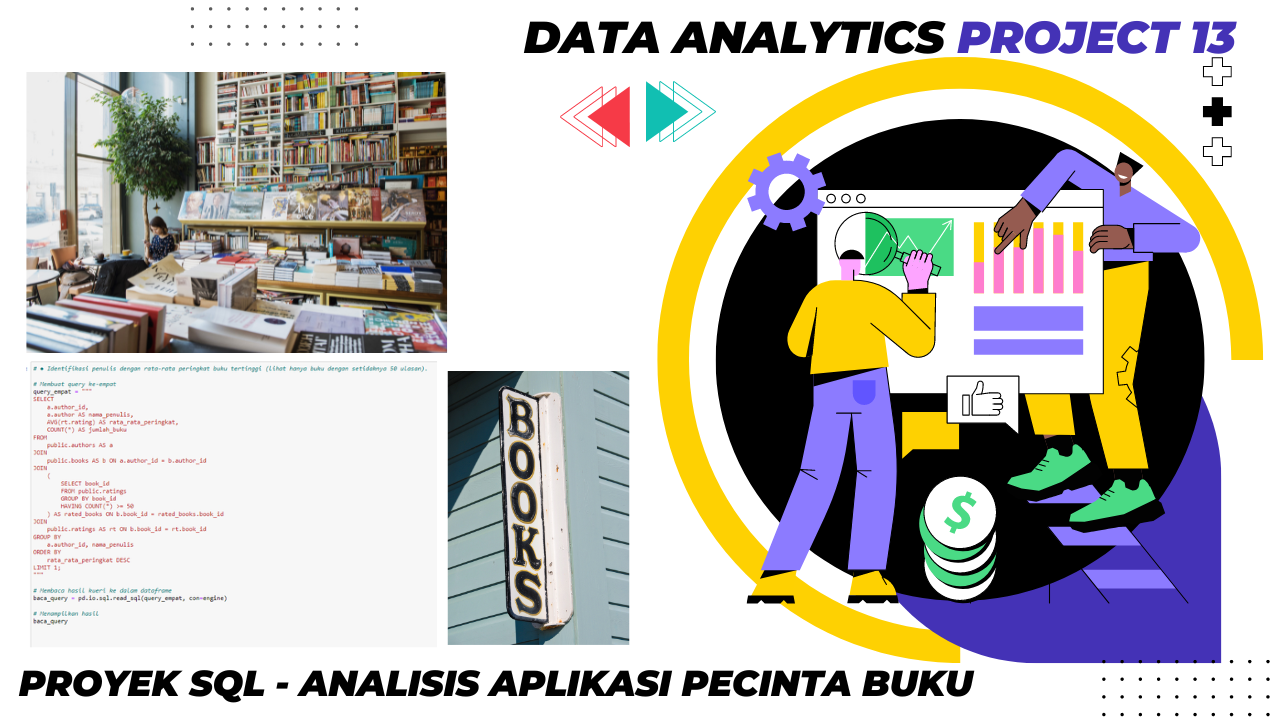 DATA ANALYTICS PROJECT 13
# ◆ Identifikasi penulis dengan rata-rata peringkat buku tertinggi (lihat hanya buku dengan setidaknya 50 ulasan).
# Membuat query ke-empat
query_empat = """
SELECT
a.author_id,
a.author AS nama_penulis,
AVG(rt.rating) AS rata_rata_peringkat,
COUNT(*) AS jumlah_buku
FROM
public.authors AS a
JOIN
public.books AS b ON a.author_id = b.author_id
JOIN
(
SELECT book_id
FROM public.ratings
GROUP BY book_id
HAVING COUNT(*) >= 50
) AS rated_books ON b.book_id = rated_books.book_id
JOIN
public.ratings AS rt ON b.book_id = rt.book_id
GROUP BY
a.author_id, nama_penulis
ORDER BY
rata_rata_peringkat DESC
LIMIT 1;
"""
# Membaca hasil kueri ke dalam dataframe
baca_query = pd.io.sql.read_sql(query_empat, con=engine)
# Menampilkan hasil
baca_query
BOOKS
$
PROYEK SQL - ANALISIS APLIKASI PECINTA BUKU